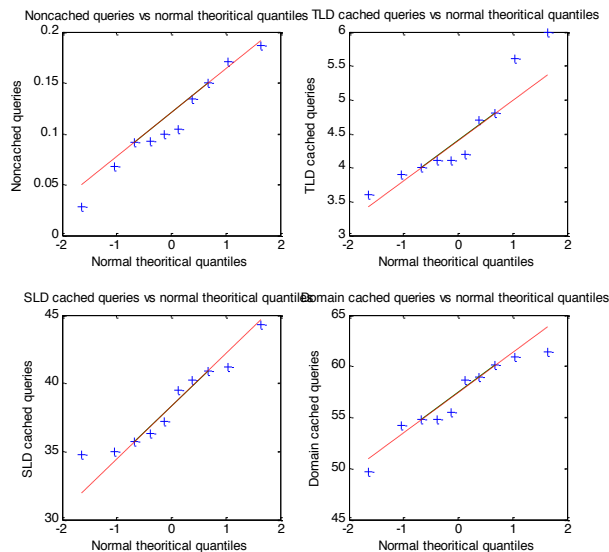 Noncached queries vs normal theoritical quantiles
TLD cached queries vs normal theoritical quantiles
0.2
0.15
0.1
0.05
0
Noncached queries
-2 -1 0 1 2
Normal theoritical quantiles
6
5.5
5
4.5
4
3.5
3
TLD cached queries
-2 -1 0 1 2
Normal theoritical quantiles
SLD cached queries vs normal theoritical quantiles
Domain cached queries vs normal theoritical quantiles
45
40
35
30
SLD cached queries
-2 -1 0 1 2
Normal theoritical quantiles
65
60
55
50
45
Domain cached queries
-2 -1 0 1 2
Normal theoritical quantiles